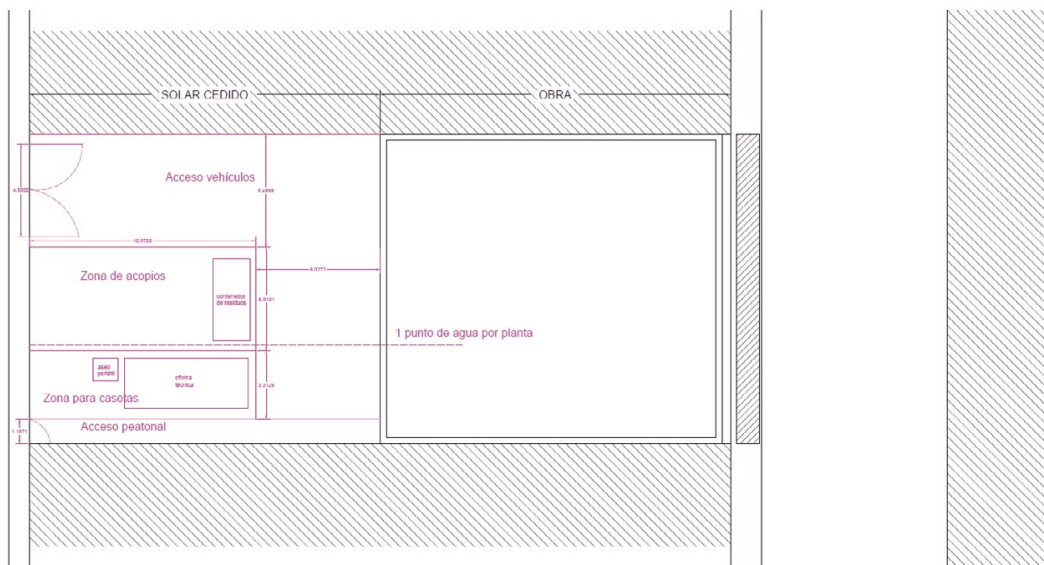 SOLAR CEDIDO
OBRA
Acceso vehículos
Zona de acopios
contenedor
de residuos
1 punto de agua por planta
aseo
portátil
oficina
técnica
Zona para casetas
Acceso peatonal